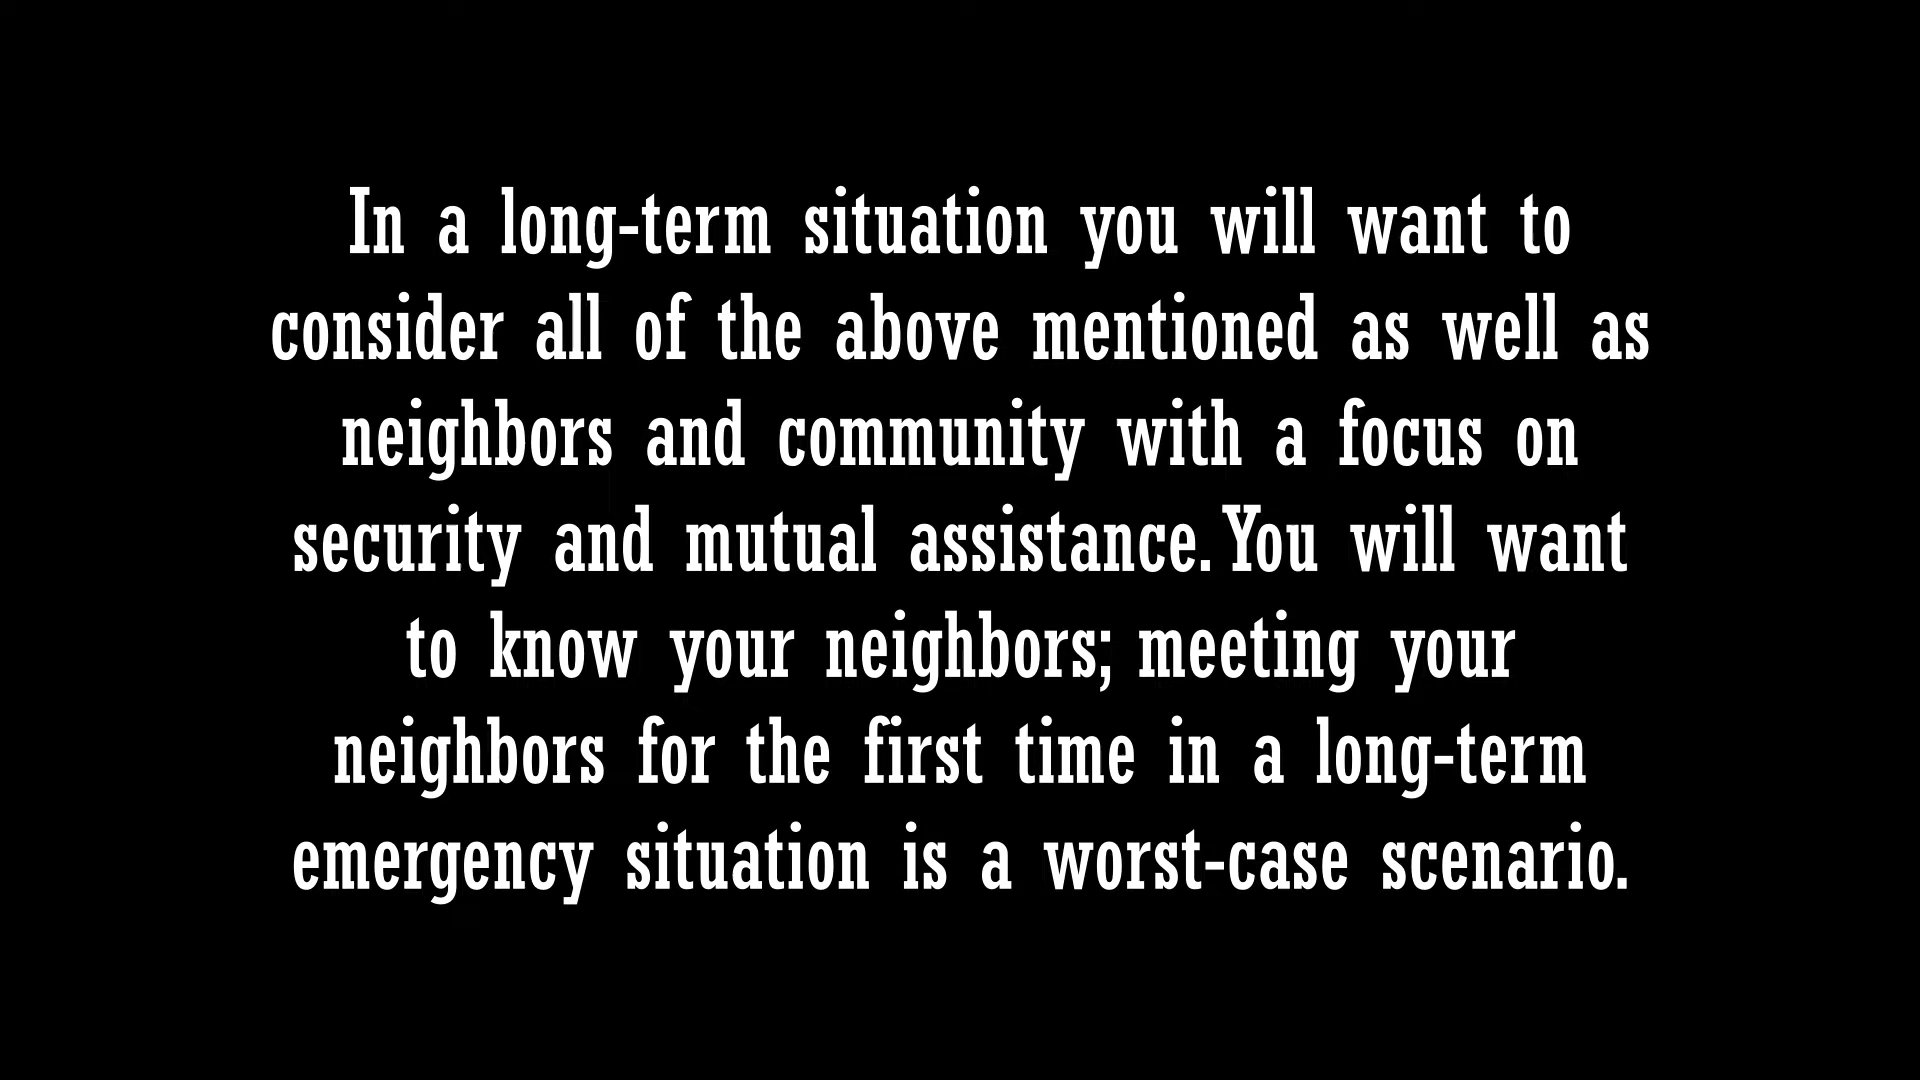 In a long-term situation you will want to
consider all of the above mentioned as well as
neighbors and community with a focus on
security and mutual assistance. You will want
to know your neighbors; meeting your
neighbors for the first time in a long-term
emergency situation is a worst-case scenario.